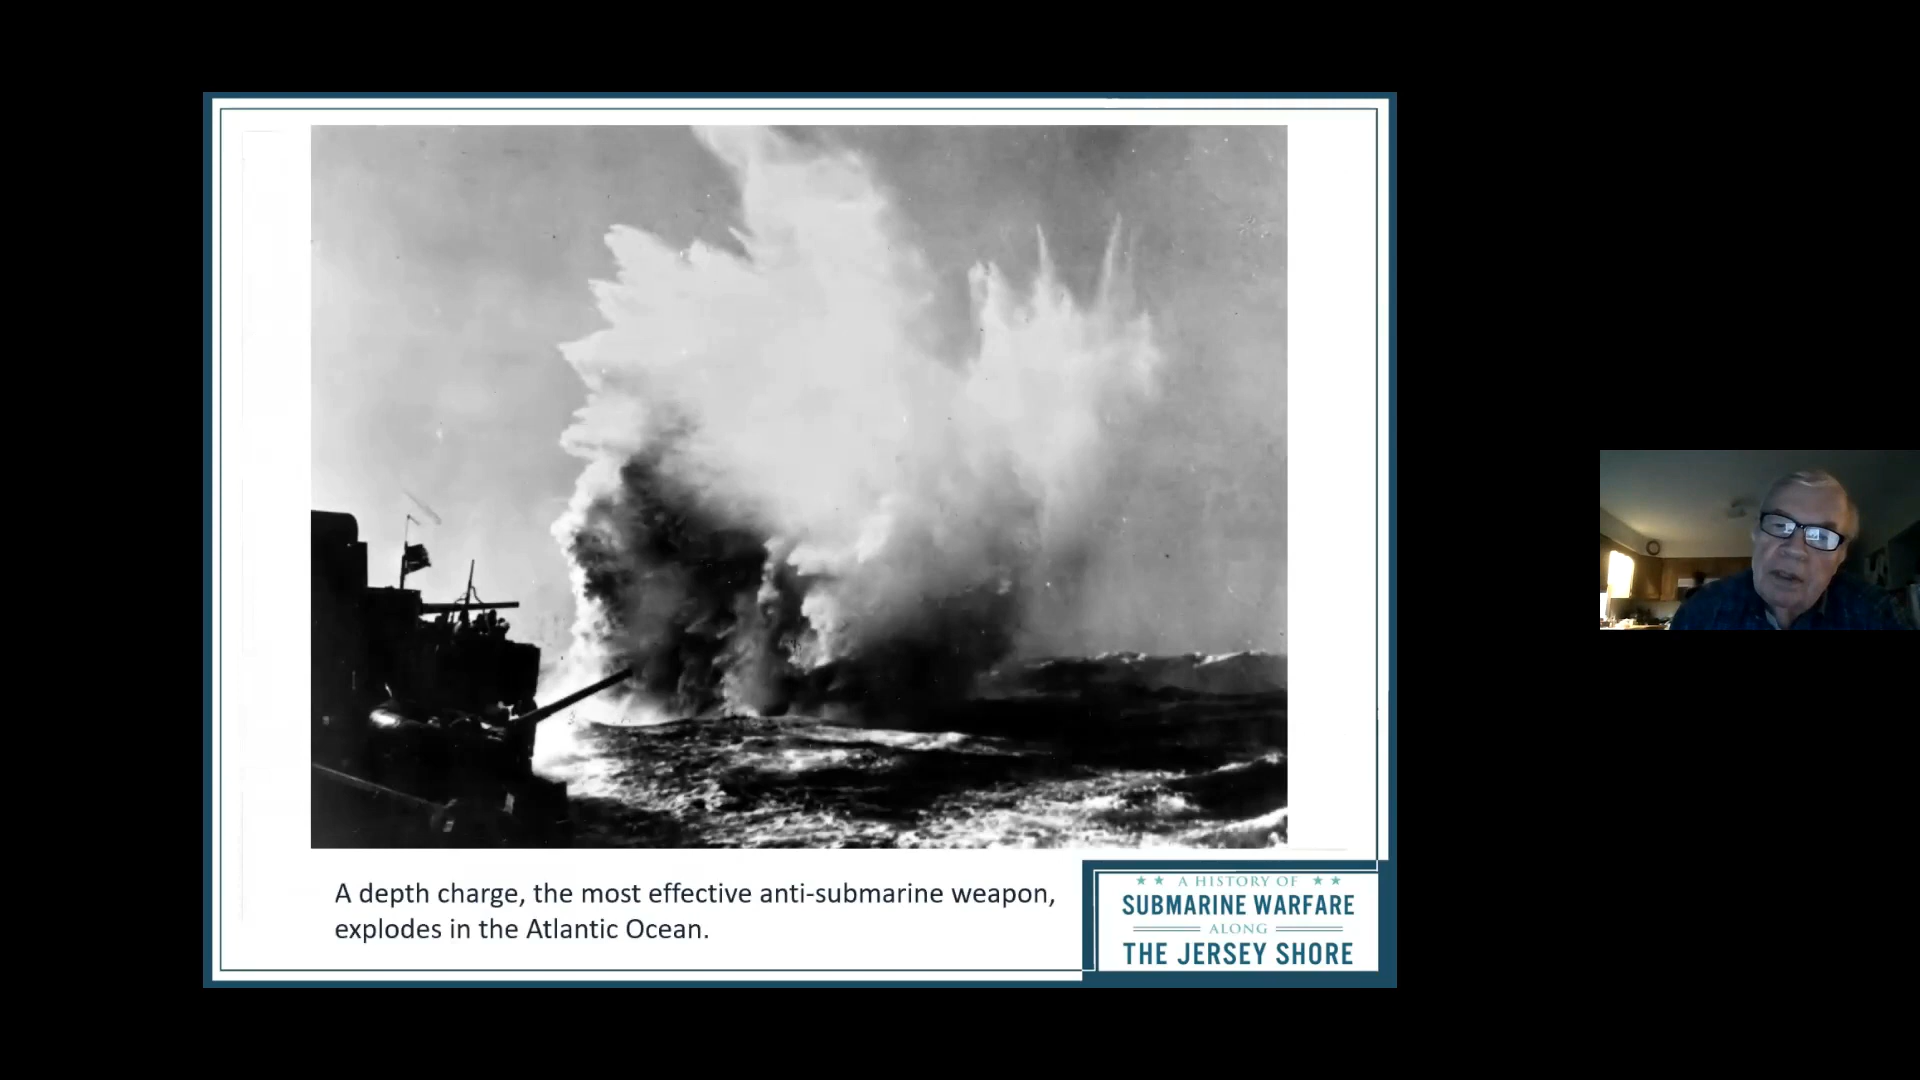 A depth charge, the most effective anti-submarine weapon,
explodes in the Atlantic Ocean.
★ ★ A HISTORY OF ★ ★
SUBMARINE WARFARE
ALONG
THE JERSEY SHORE